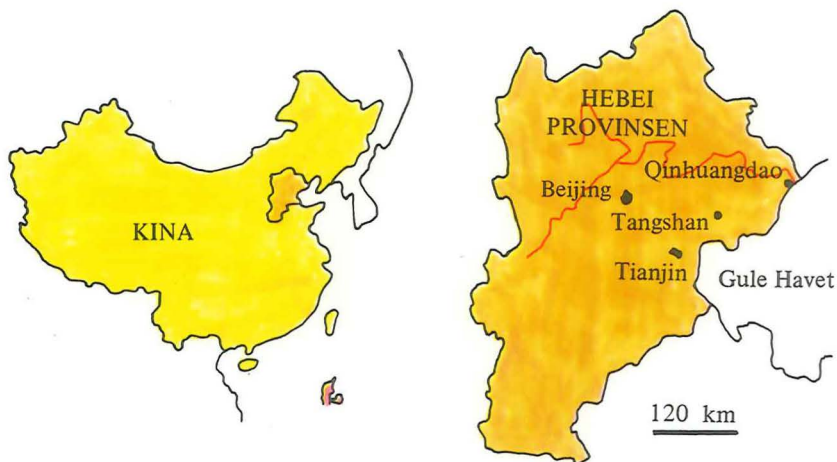 KINA
HEBEI
PROVINSEN
Qinhuangdao
Beijing
Tangshan
Tianjin
Gule Havet
120 km